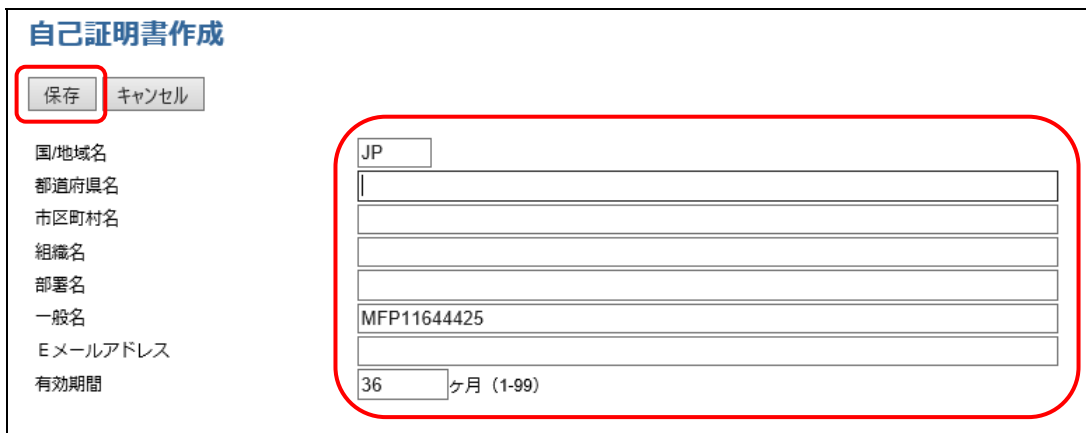 自己証明書作成
保存 キャンセル
国/地域名 JP
都道府県名
市区町村名
組織名
部署名
一般名 MFP11644425
Eメールアドレス
有効期間 36 ヶ月 (1-99)